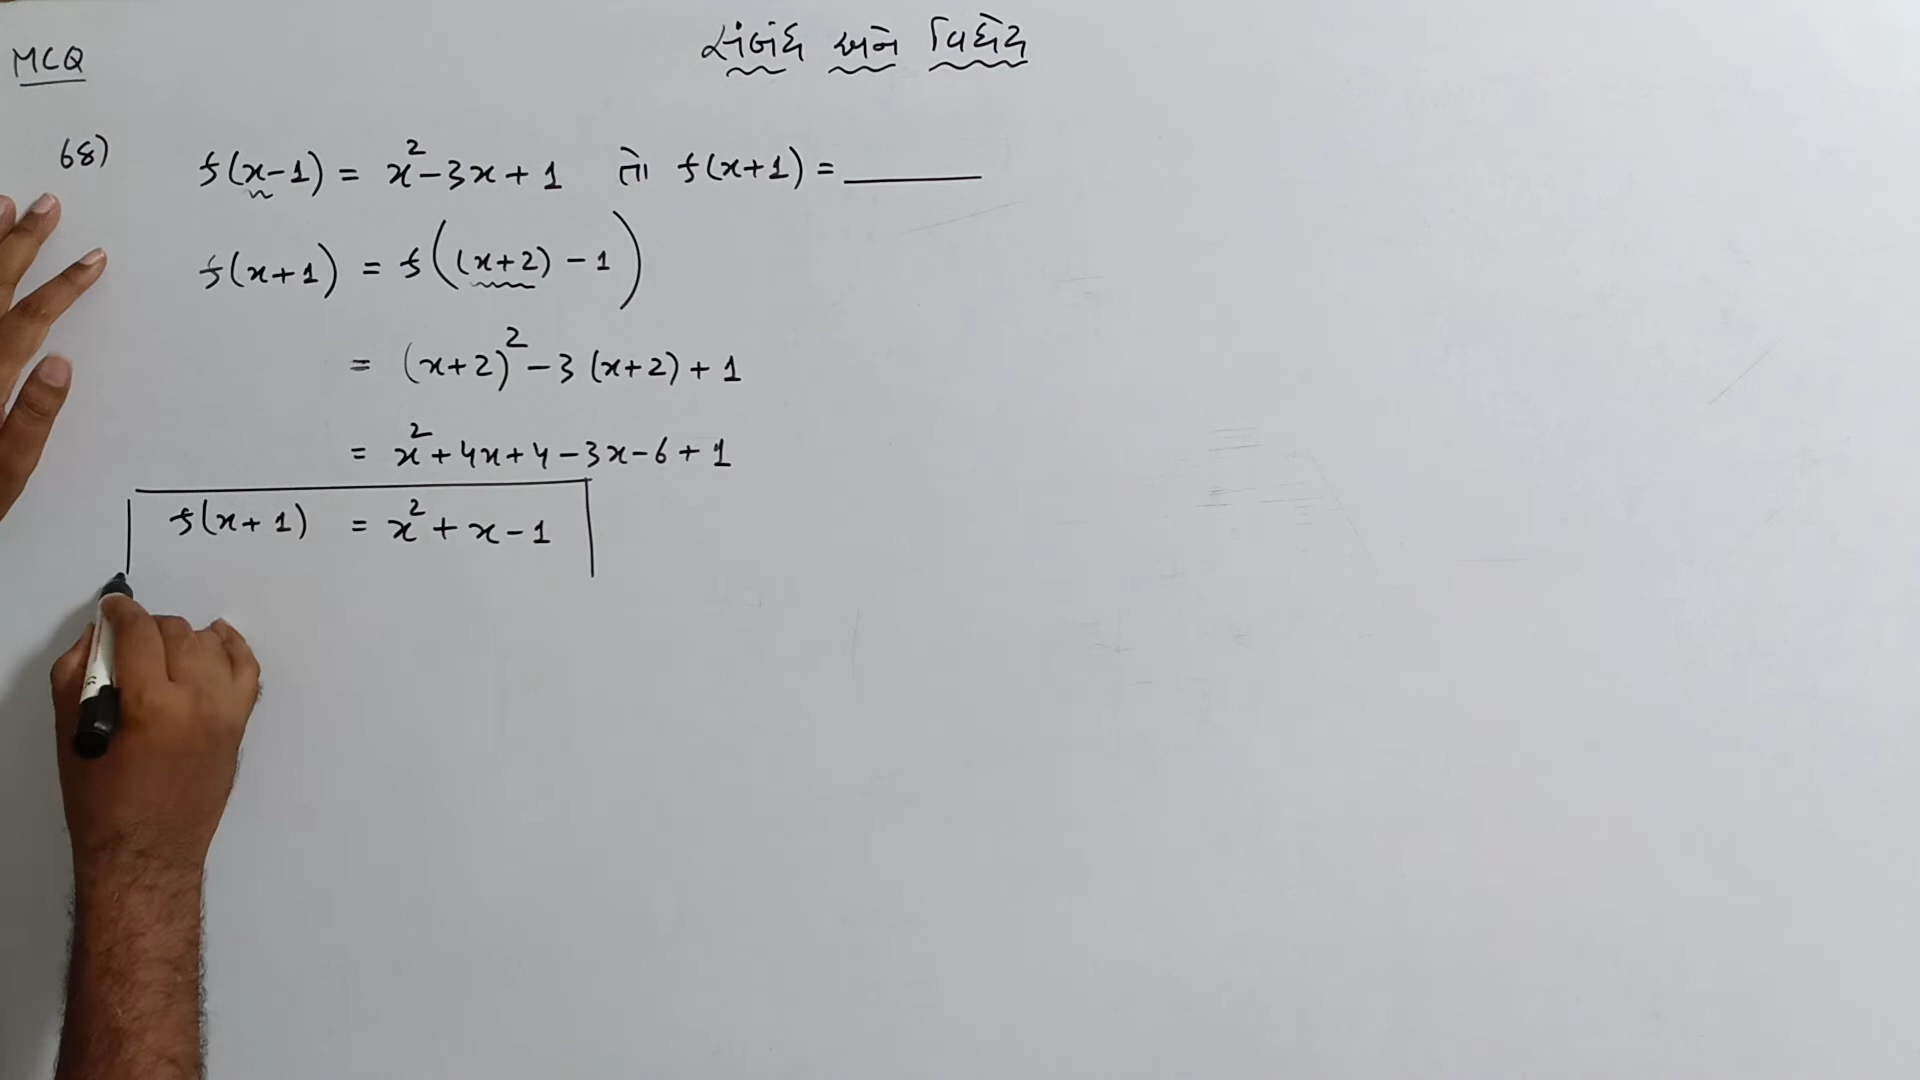 MCQ
સંબંધ અને વિધેય
68) f(x-1) = x² - 3x + 1 તો f(x+1) = ______
f(x+1) = f((x+2) - 1)
= (x+2)² - 3(x+2) + 1
= x² + 4x + 4 - 3x - 6 + 1
f(x+1) = x² + x - 1